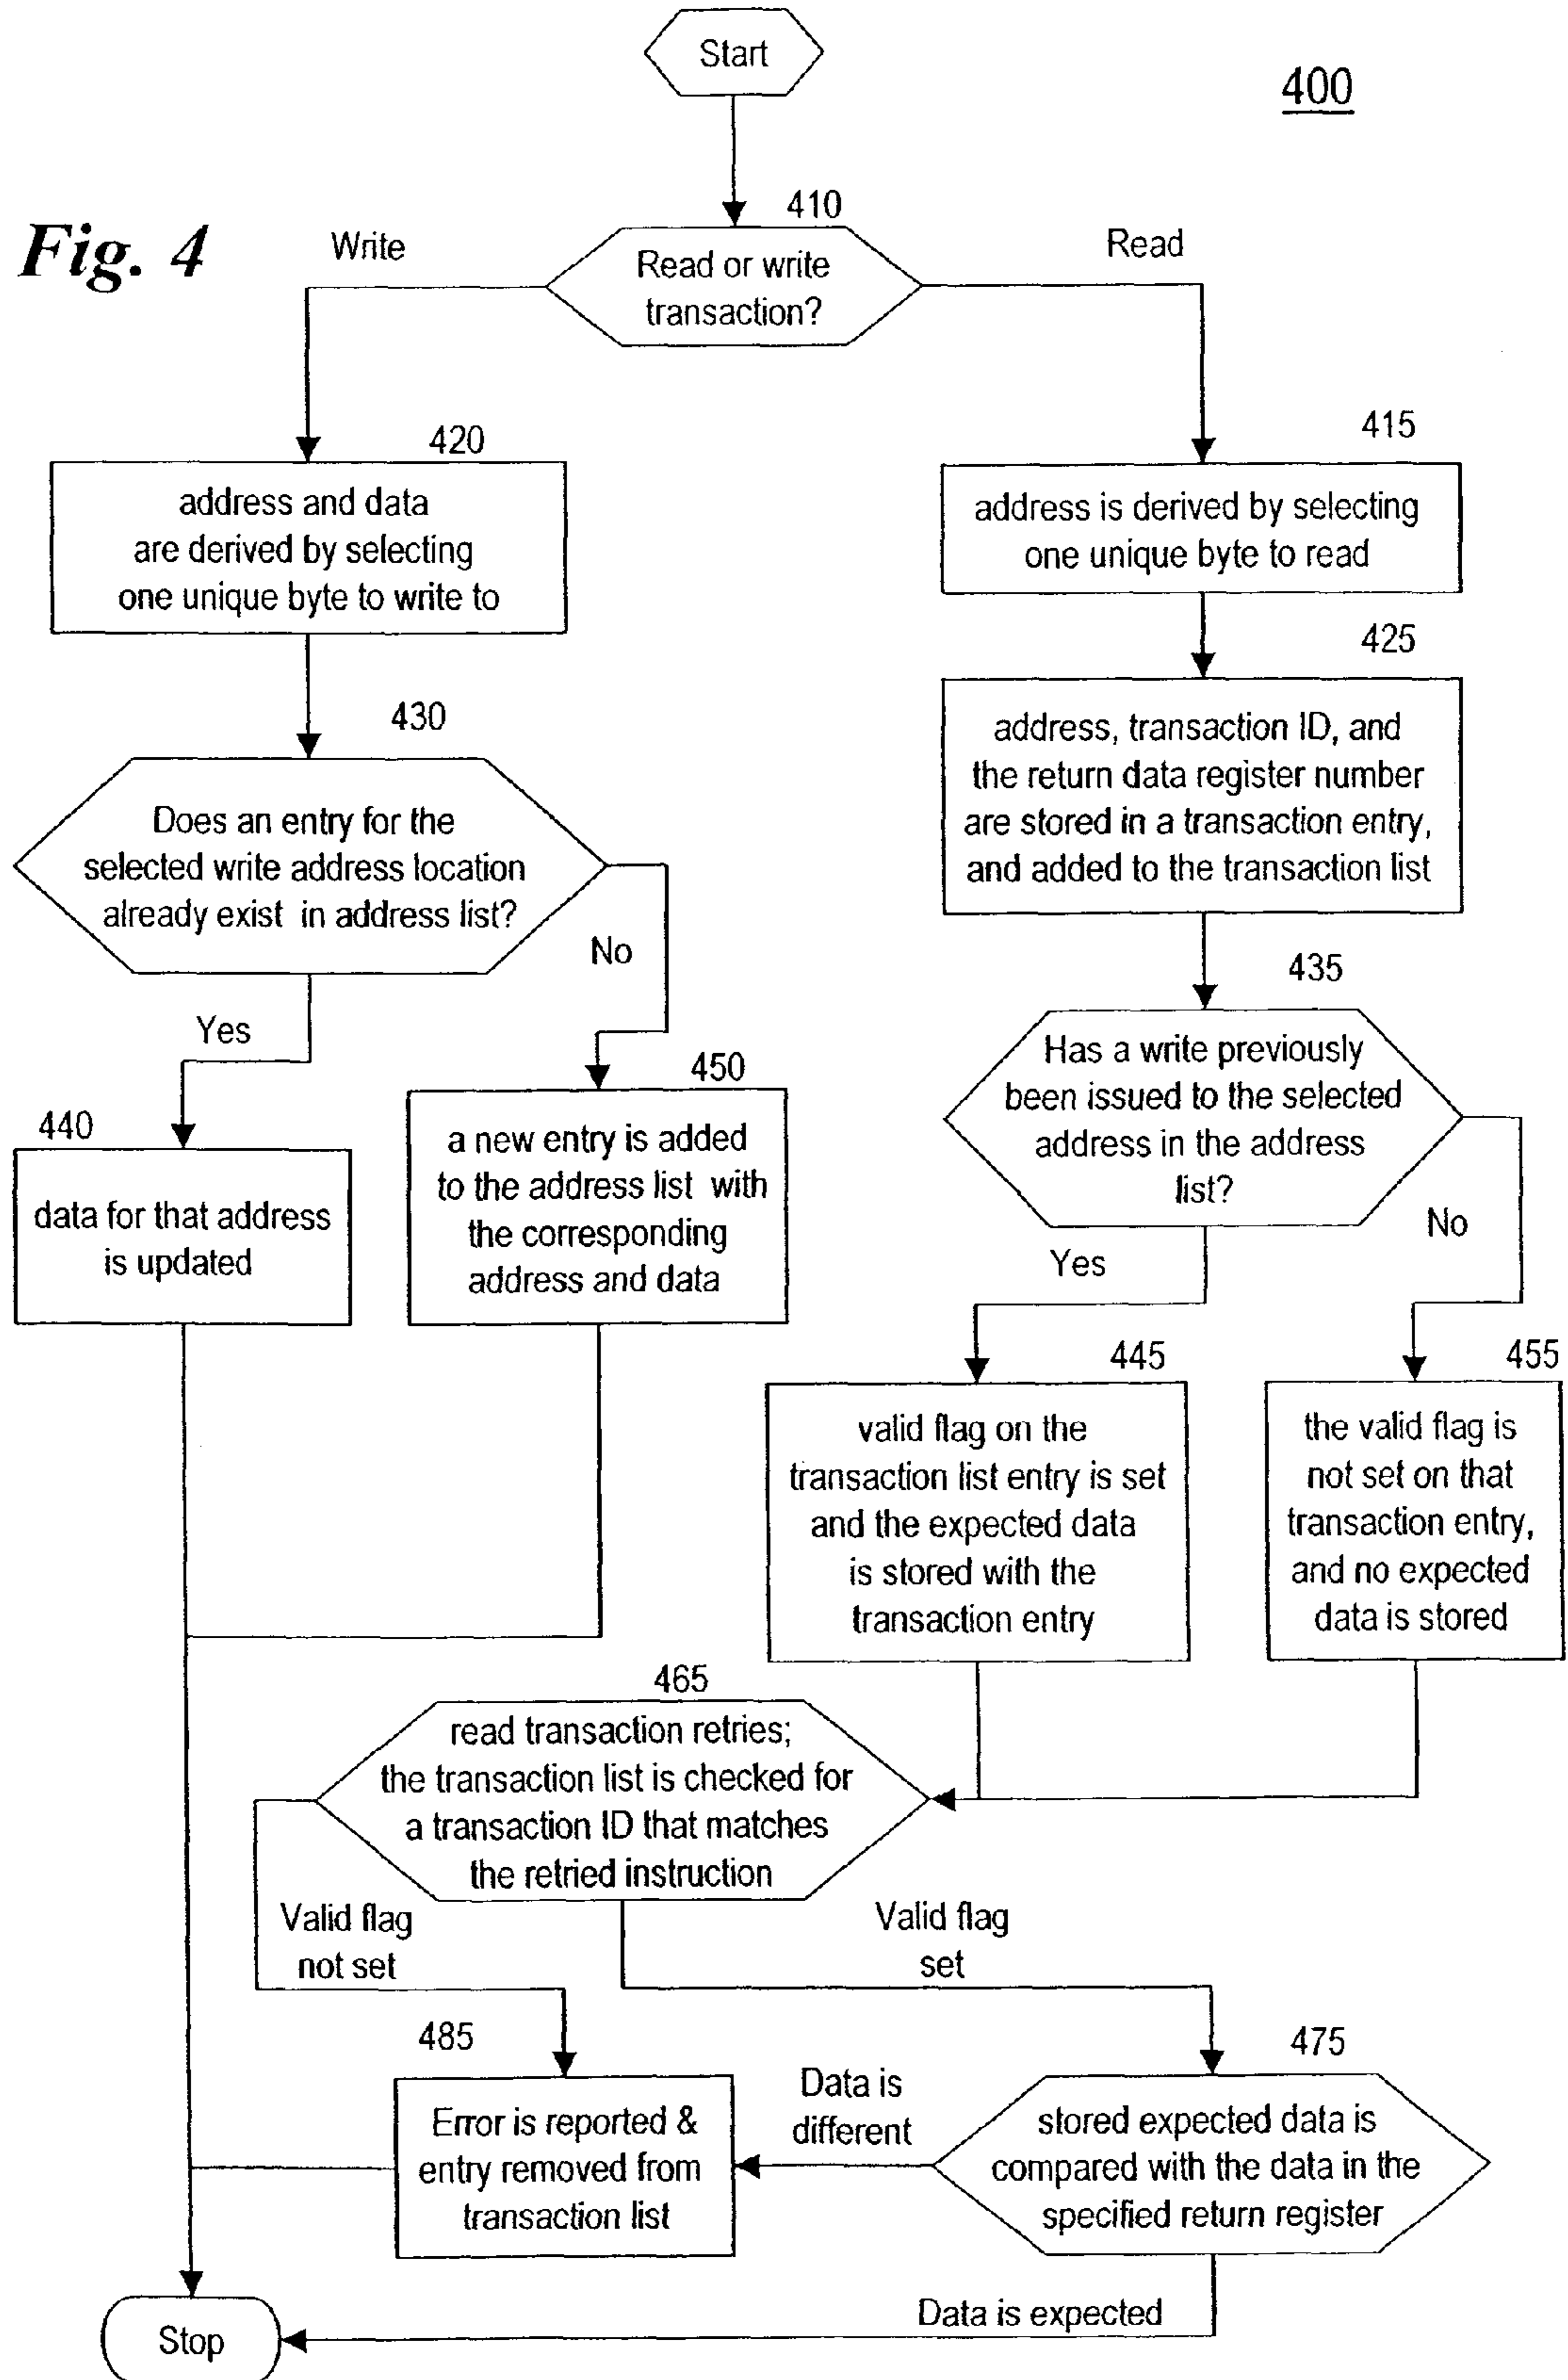 Start
400
Fig. 4
410
Write
Read
Read or write
transaction?
420
415
address and data
are derived by selecting
one unique byte to write to
address is derived by selecting
one unique byte to read
425
430
address, transaction ID, and
the return data register number
are stored in a transaction entry,
and added to the transaction list
Does an entry for the
selected write address location
already exist in address list?
No
435
Yes
Has a write previously
been issued to the selected
address in the address
list?
440
450
data for that address
is updated
a new entry is added
to the address list with
the corresponding
address and data
No
Yes
445
455
valid flag on the
transaction list entry is set
and the expected data
is stored with the
transaction entry
the valid flag is
not set on that
transaction entry,
and no expected
data is stored
465
read transaction retries;
the transaction list is checked for
a transaction ID that matches
the retried instruction
Valid flag
not set
Valid flag
set
485
475
Data is
different
Error is reported &
entry removed from
transaction list
stored expected data is
compared with the data in the
specified return register
Data is expected
Stop